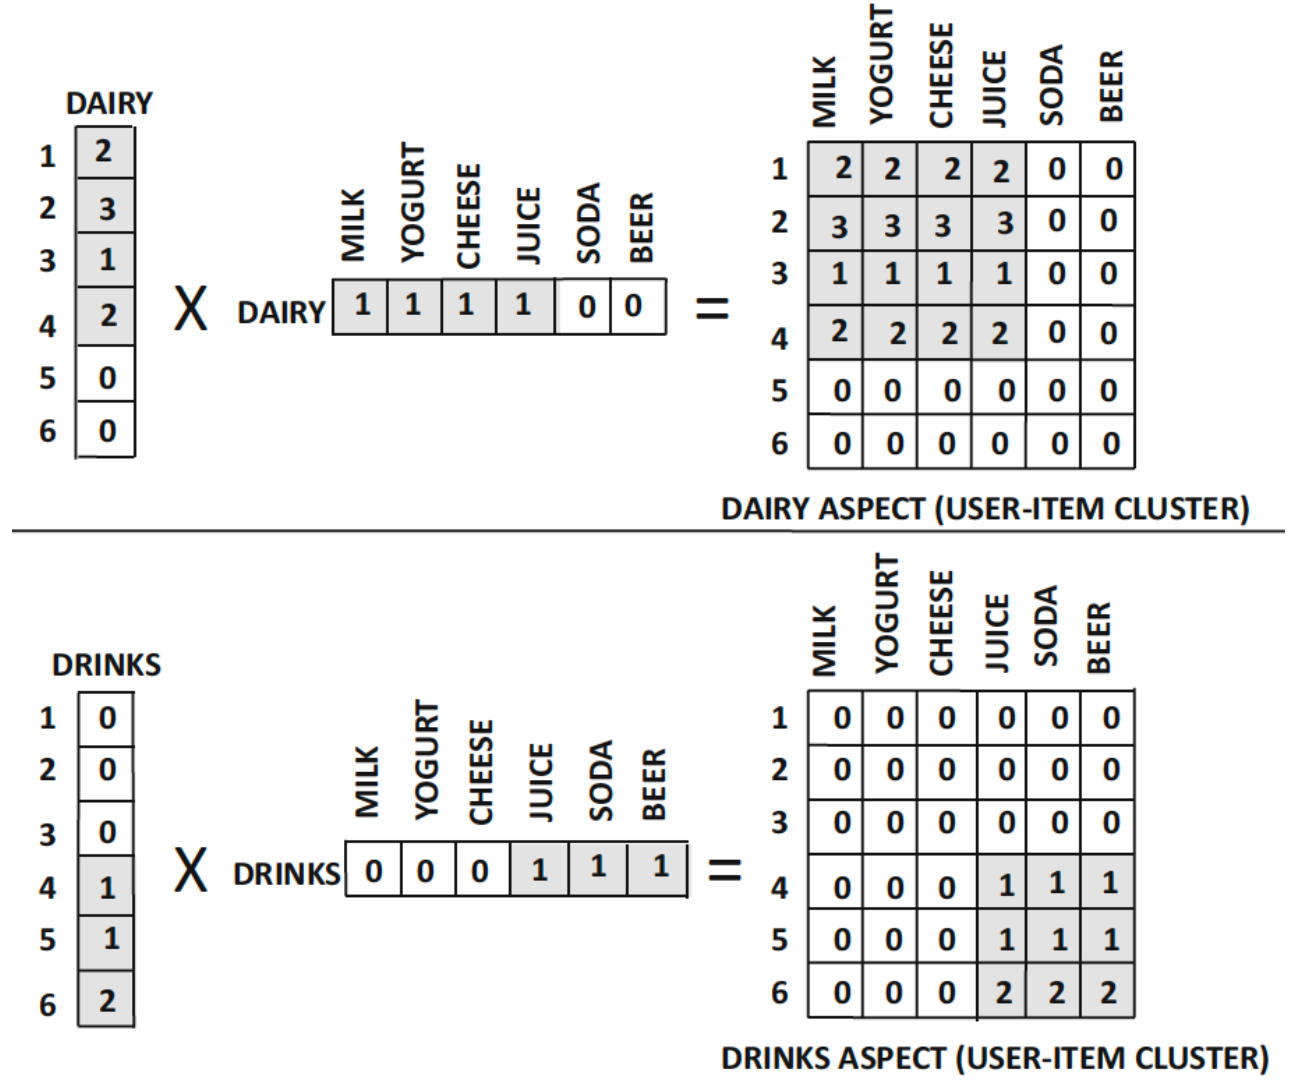 DAIRY
1 2
2 3
3 1
4 2
5 0
6 0
X
MILK YOGURT CHEESE JUICE SODA BEER
DAIRY 1 1 1 1 0 0
=
MILK YOGURT CHEESE JUICE SODA BEER
1 2 2 2 2 0 0
2 3 3 3 3 0 0
3 1 1 1 1 0 0
4 2 2 2 2 0 0
5 0 0 0 0 0 0
6 0 0 0 0 0 0
DAIRY ASPECT (USER-ITEM CLUSTER)
DRINKS
1 0
2 0
3 0
4 1
5 1
6 2
X
MILK YOGURT CHEESE JUICE SODA BEER
DRINKS 0 0 0 1 1 1
=
MILK YOGURT CHEESE JUICE SODA BEER
1 0 0 0 0 0 0
2 0 0 0 0 0 0
3 0 0 0 0 0 0
4 0 0 0 1 1 1
5 0 0 0 1 1 1
6 0 0 0 2 2 2
DRINKS ASPECT (USER-ITEM CLUSTER)